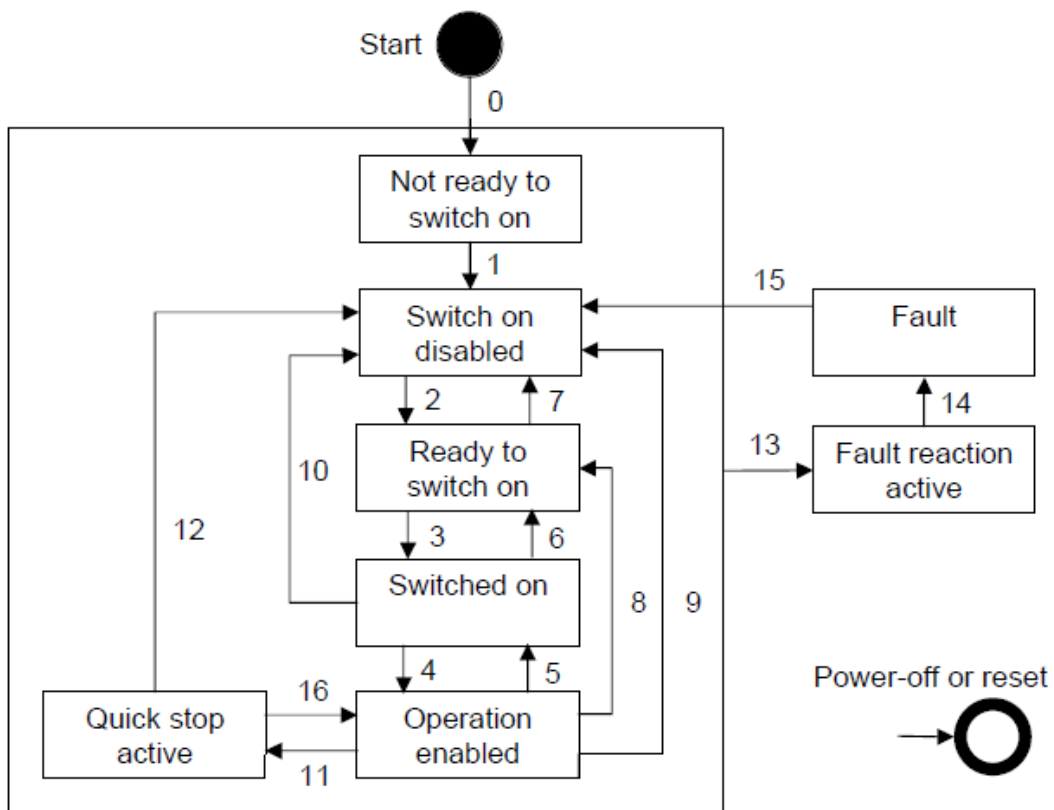 Start
0
Not ready to
switch on
1
15
Switch on
disabled
Fault
2
7
14
10
Ready to
switch on
13
Fault reaction
active
12
3
6
Switched on
8
9
4
5
Power-off or reset
16
Quick stop
active
Operation
enabled
11